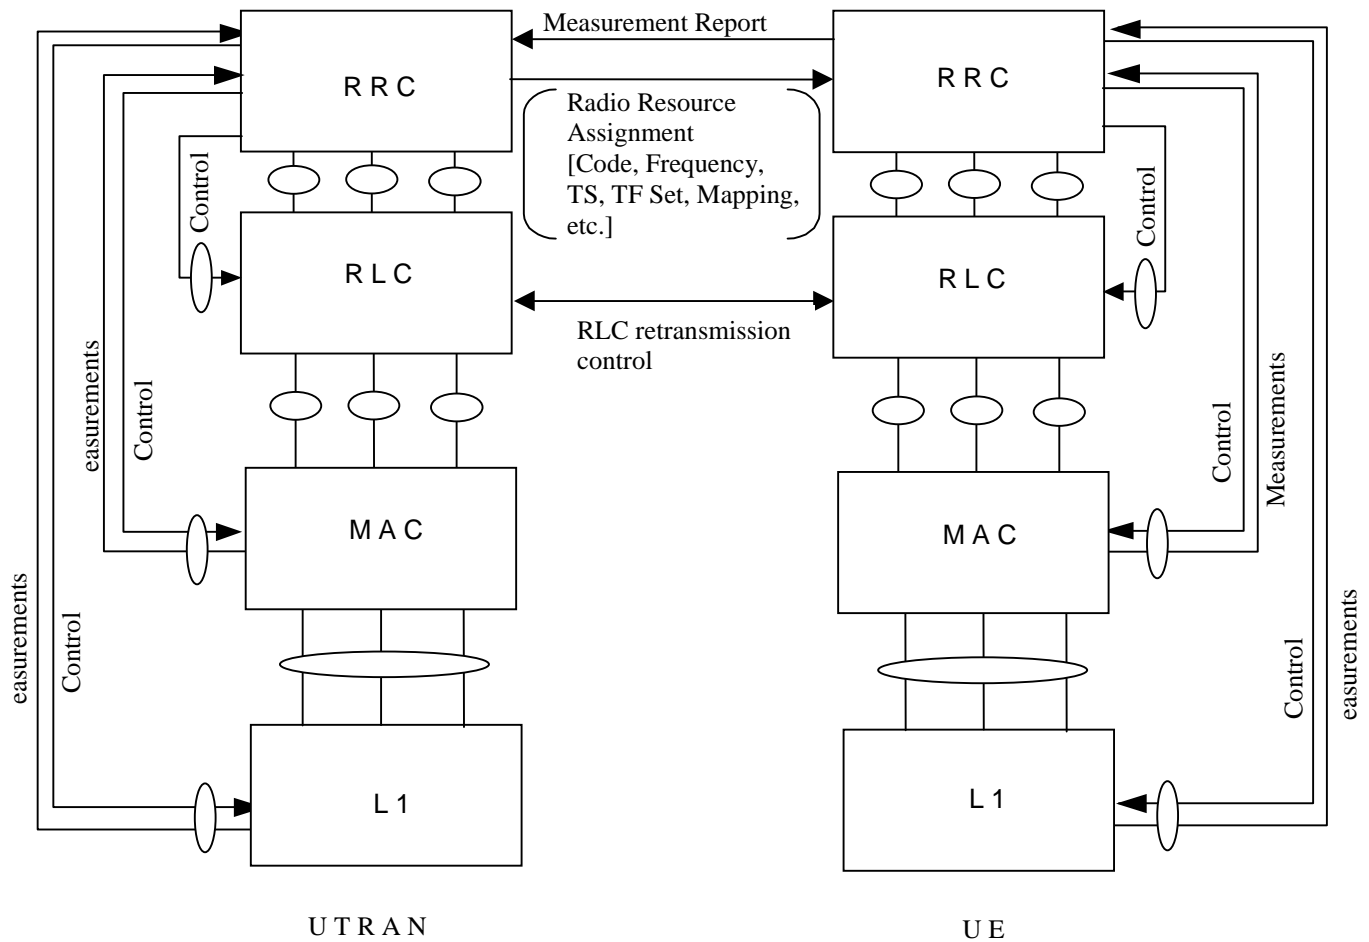 Measurement Report
R R C
R R C
Radio Resource
Assignment
[Code, Frequency,
TS, TF Set, Mapping,
etc.]
Control
Control
R L C
R L C
RLC retransmission
control
easurements
Control
Control
Measurements
M A C
M A C
easurements
Control
Control
easurements
L 1
L 1
U T R A N
U E